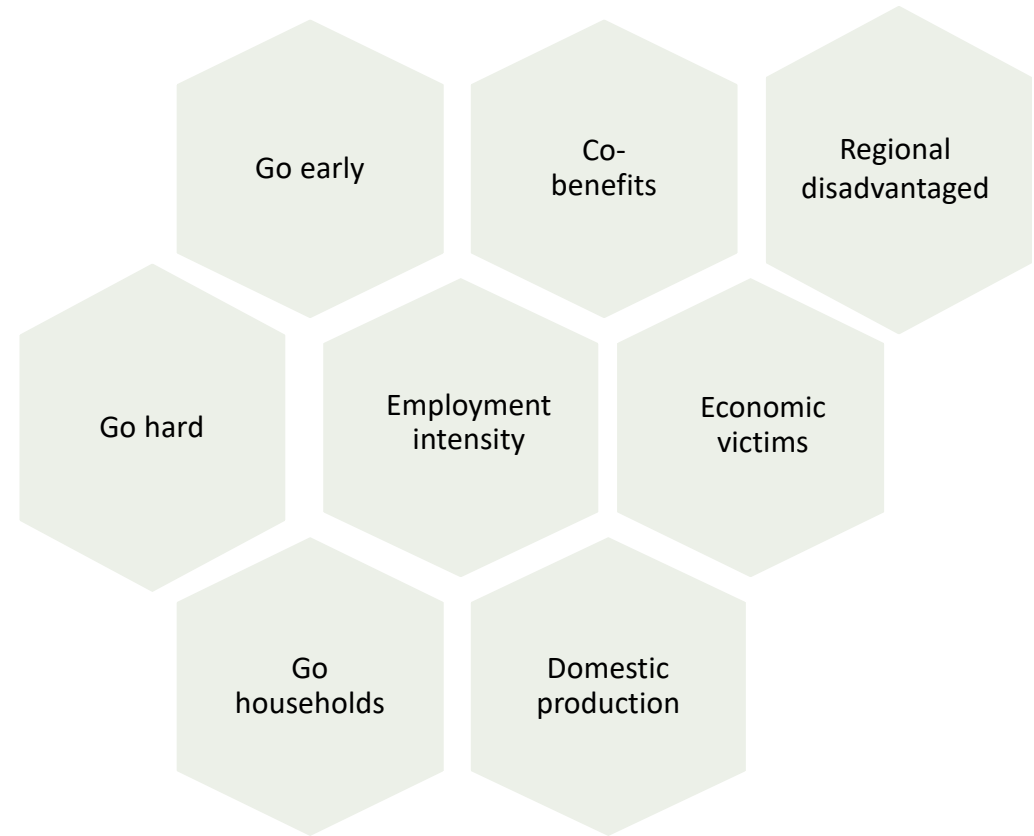 Go early
Co-
benefits
Regional
disadvantaged
Go hard
Employment
intensity
Economic
victims
Go
households
Domestic
production